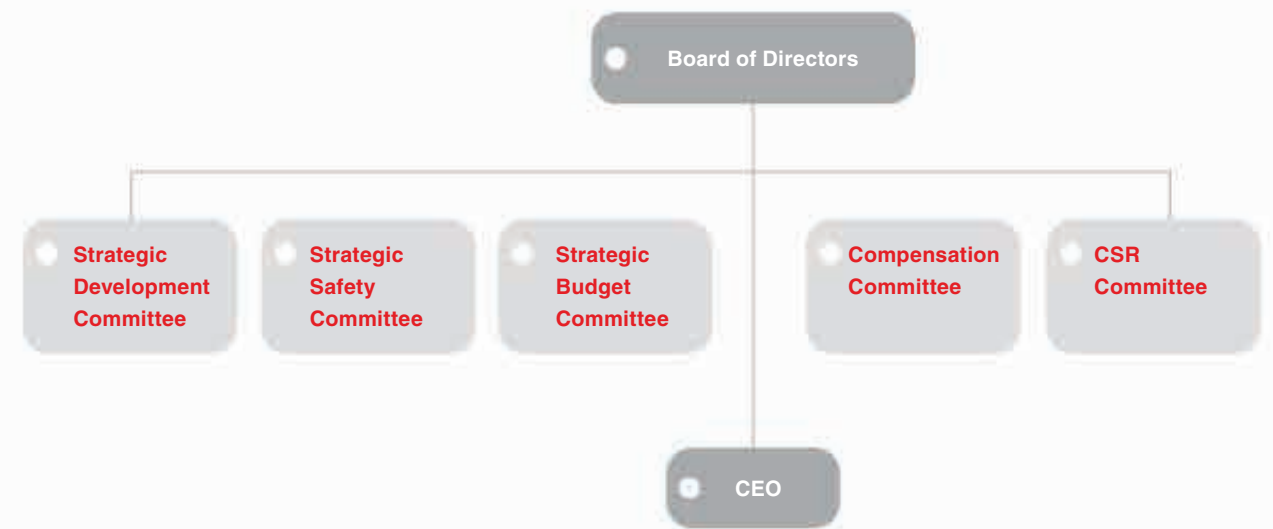 Board of Directors
Strategic
Development
Committee
Strategic
Safety
Committee
Strategic
Budget
Committee
Compensation
Committee
CSR
Committee
CEO